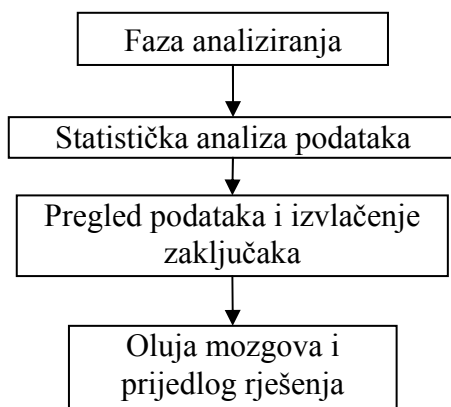 Faza analiziranja
Statistička analiza podataka
Pregled podataka i izvlačenje
zaključaka
Oluja mozgova i
prijedlog rješenja